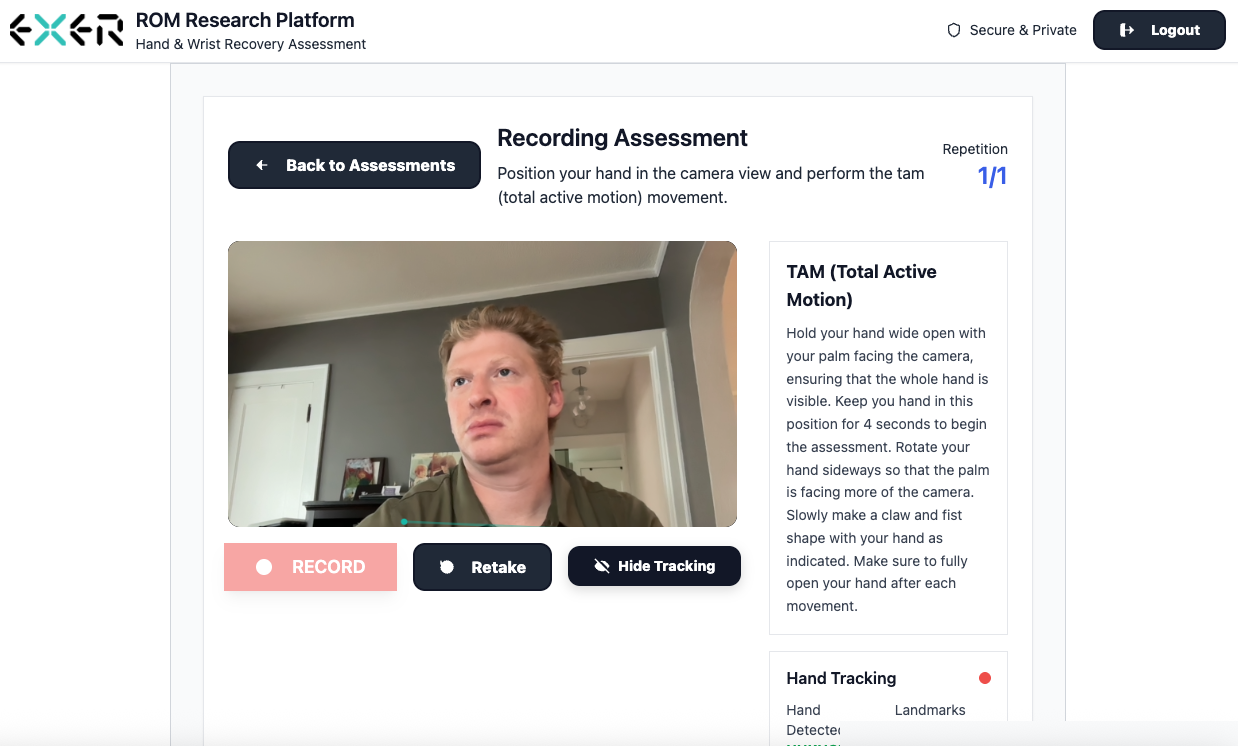 EXER
ROM Research Platform
Hand & Wrist Recovery Assessment
Secure & Private
Logout
Back to Assessments
Recording Assessment
Position your hand in the camera view and perform the tam
(total active motion) movement.
Repetition
1/1
RECORD
Retake
Hide Tracking
TAM (Total Active
Motion)
Hold your hand wide open with
your palm facing the camera,
ensuring that the whole hand is
visible. Keep you hand in this
position for 4 seconds to begin
the assessment. Rotate your
hand sideways so that the palm
is facing more of the camera.
Slowly make a claw and fist
shape with your hand as
indicated. Make sure to fully
open your hand after each
movement.
Hand Tracking
Hand
Landmarks
Detected